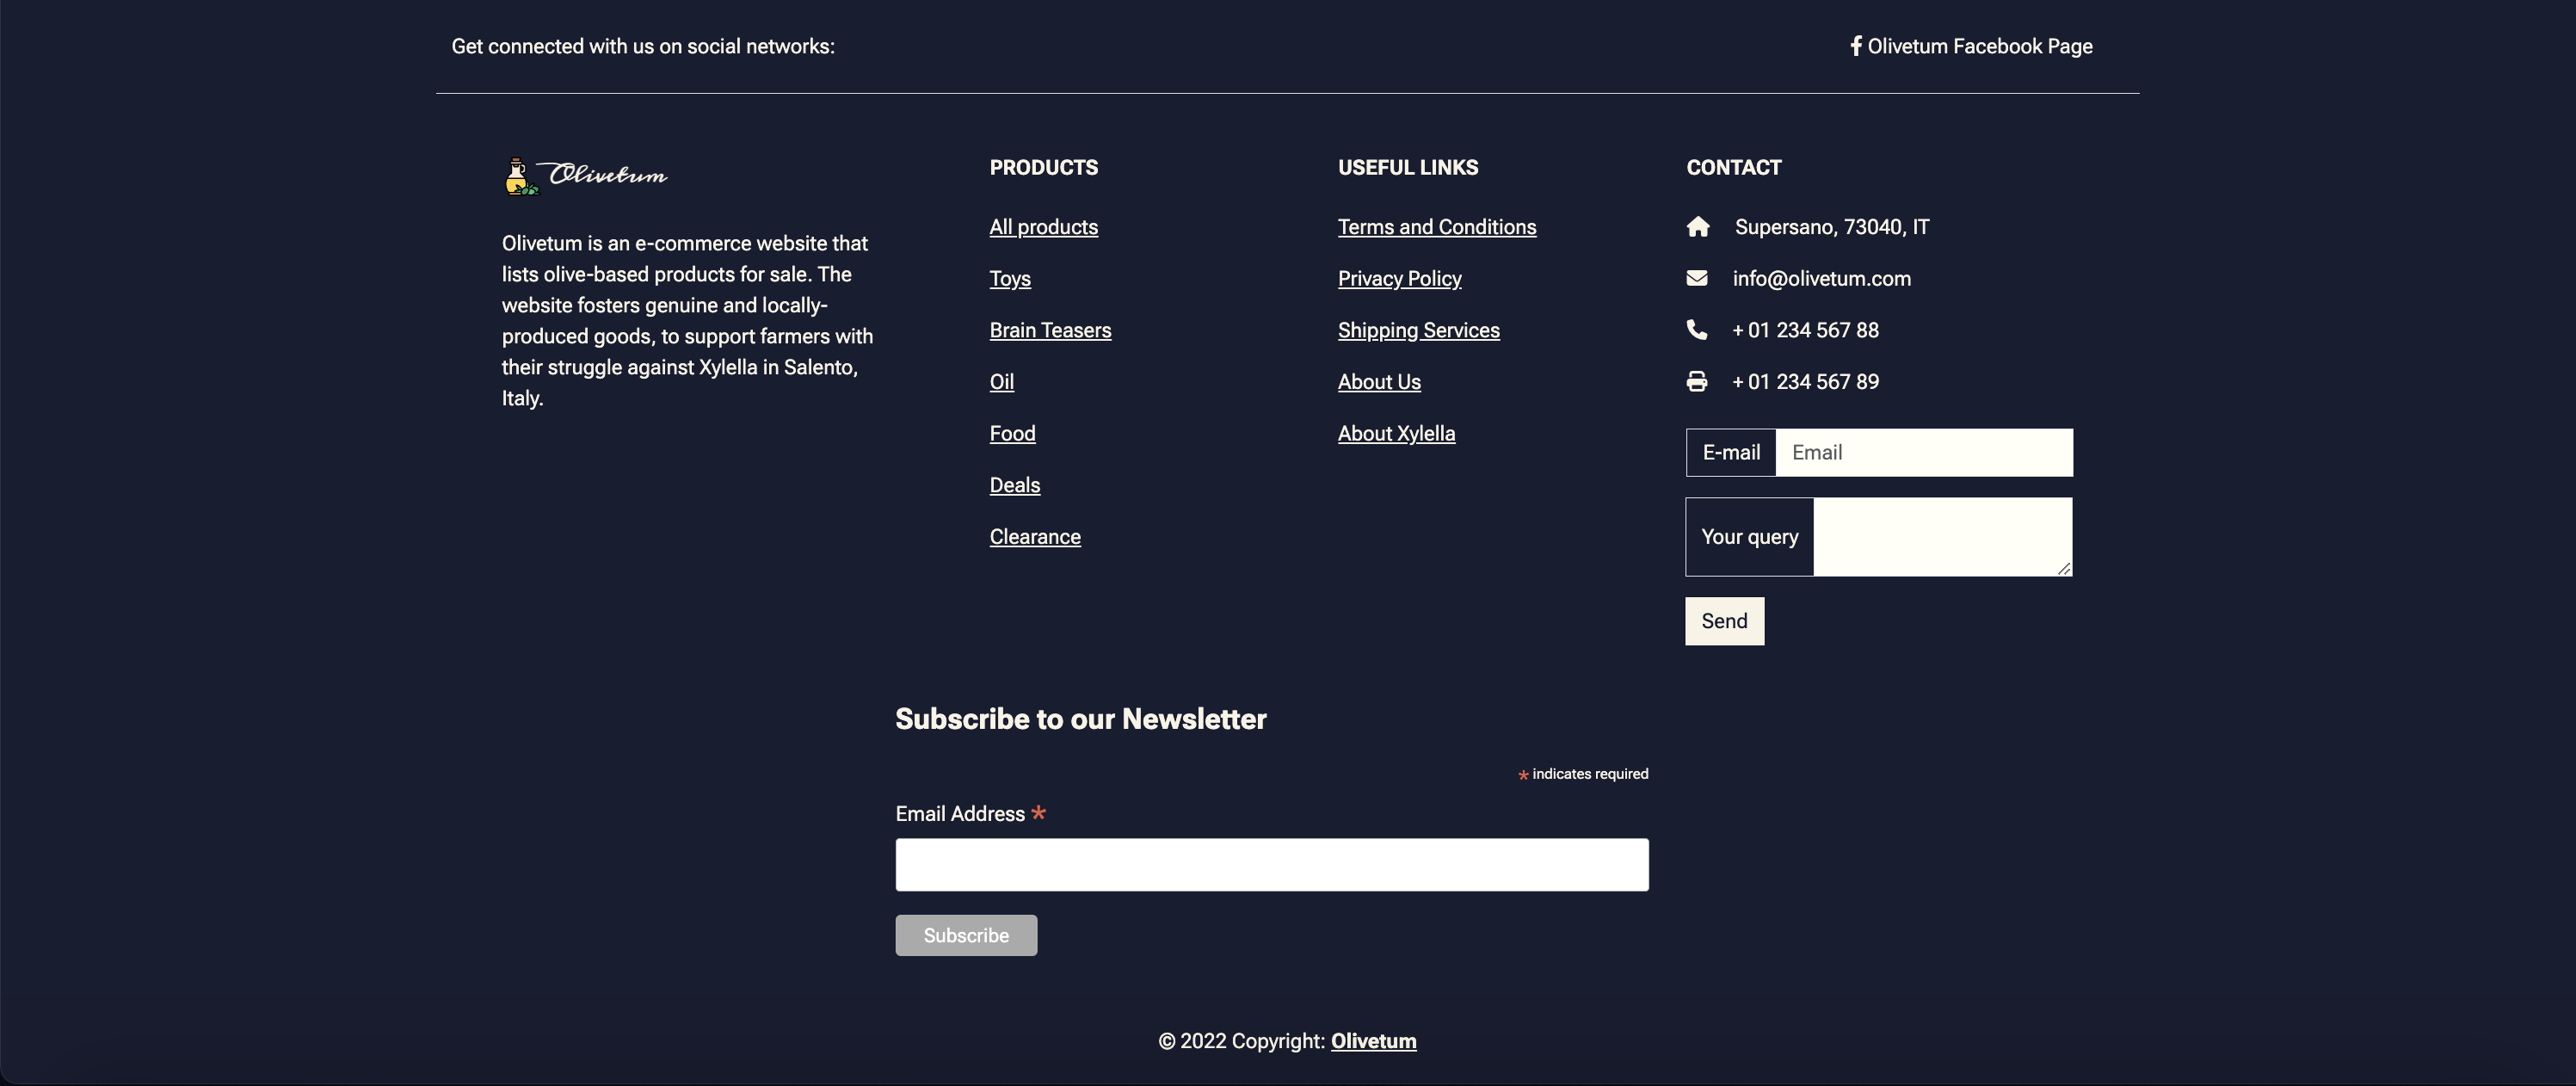 Get connected with us on social networks:
Olivetum Facebook Page
Olivetum
Olivetum is an e-commerce website that
lists olive-based products for sale. The
website fosters genuine and locally-
produced goods, to support farmers with
their struggle against Xylella in Salento,
Italy.
PRODUCTS
All products
Toys
Brain Teasers
Oil
Food
Deals
Clearance
USEFUL LINKS
Terms and Conditions
Privacy Policy
Shipping Services
About Us
About Xylella
CONTACT
Supersano, 73040, IT
info@olivetum.com
+ 01 234 567 88
+ 01 234 567 89
E-mail Email
Your query
Send
Subscribe to our Newsletter
* indicates required
Email Address *
Subscribe
© 2022 Copyright: Olivetum